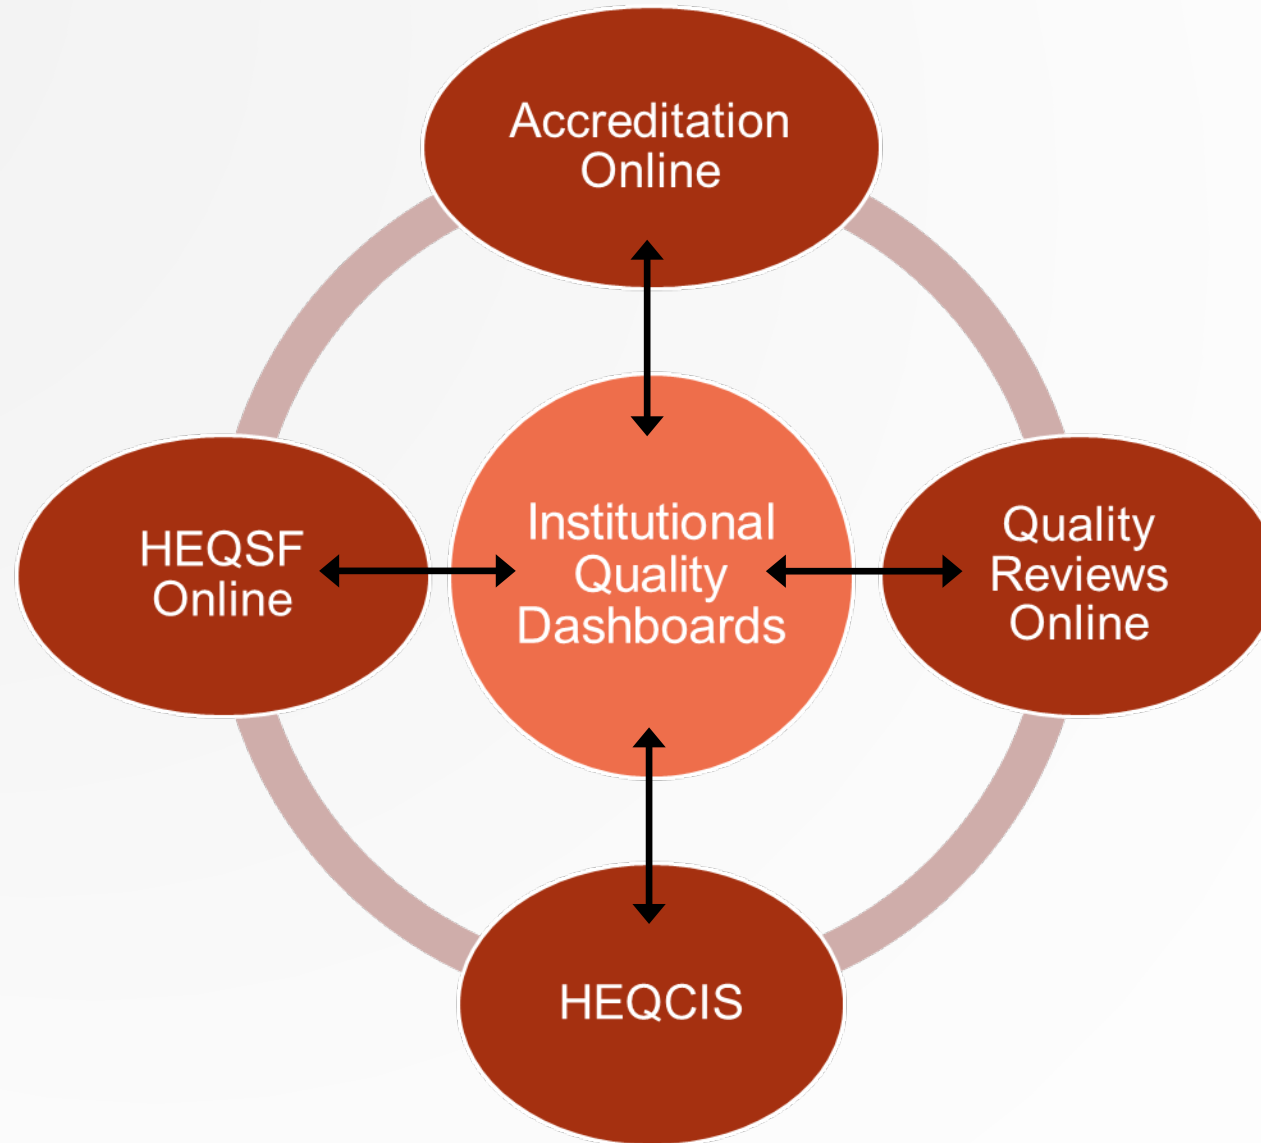 Accreditation
Online
HEQSF
Online
Institutional
Quality
Dashboards
Quality
Reviews
Online
HEQCIS